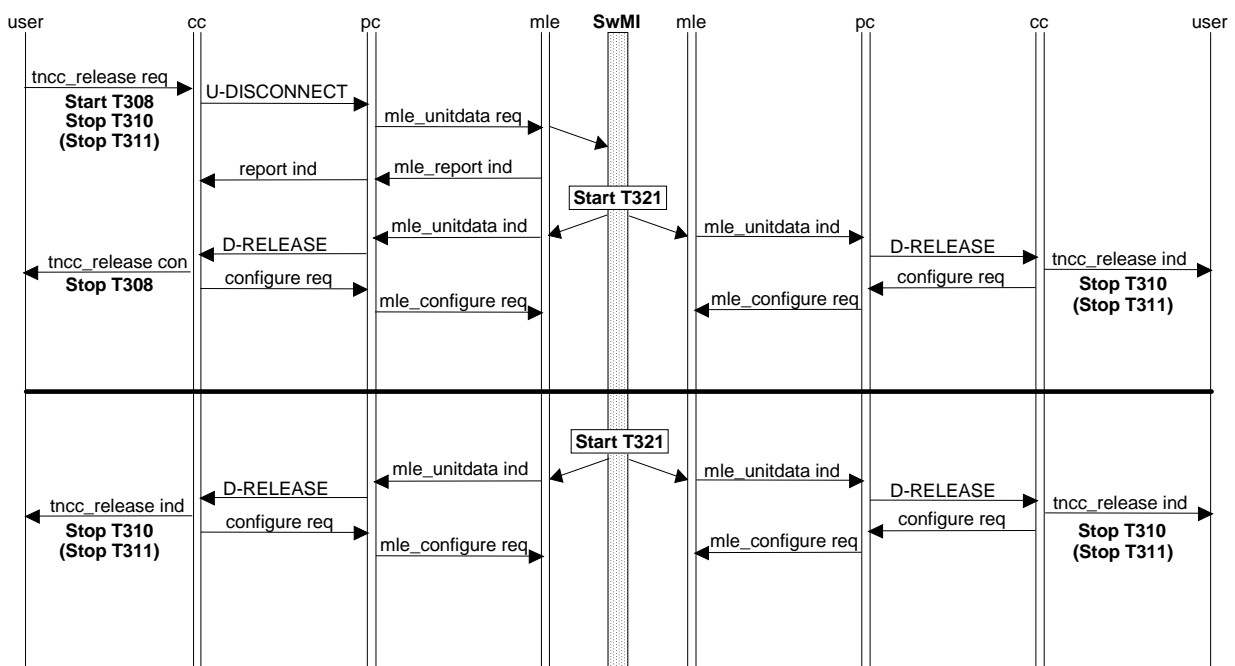 user cc pc mle SwMI mle pc cc user
tncc_release req
Start T308
Stop T310
(Stop T311)
U-DISCONNECT
mle_unitdata req
report ind
mle_report ind
Start T321
mle_unitdata ind
mle_unitdata ind
D-RELEASE
D-RELEASE
tncc_release con
Stop T308
tncc_release ind
Stop T310
(Stop T311)
configure req
configure req
mle_configure req
mle_configure req
Start T321
mle_unitdata ind
mle_unitdata ind
D-RELEASE
D-RELEASE
tncc_release ind
Stop T310
(Stop T311)
tncc_release ind
Stop T310
(Stop T311)
configure req
configure req
mle_configure req
mle_configure req